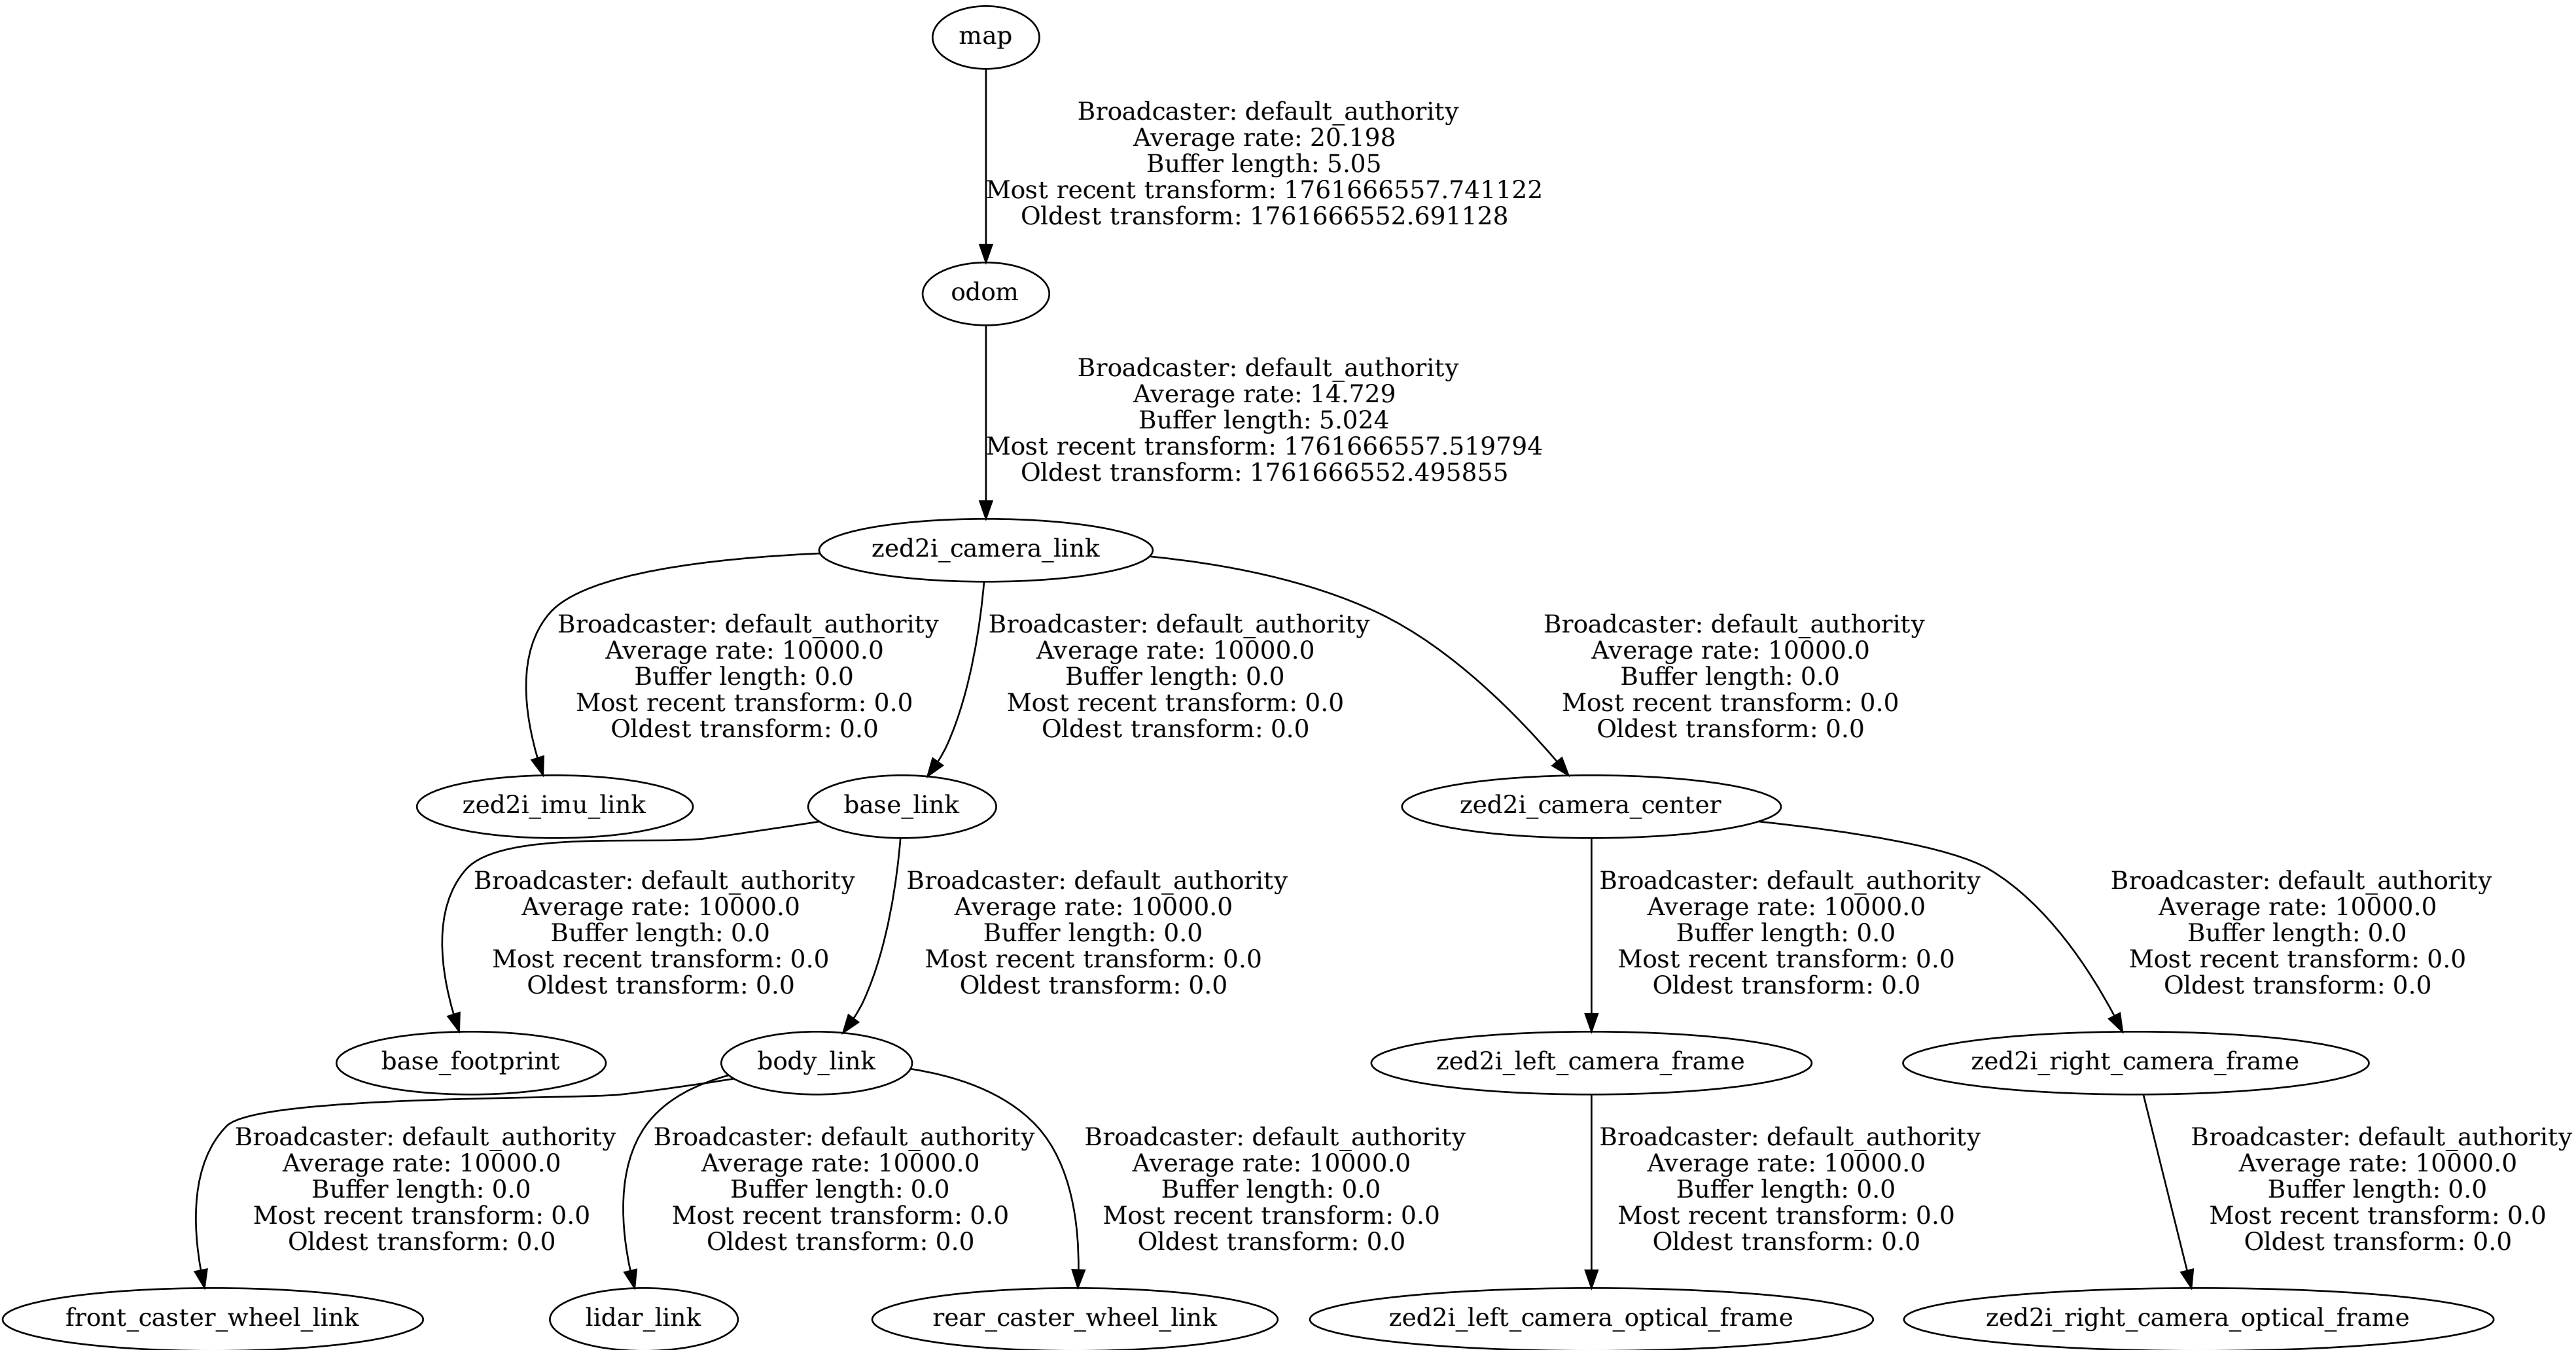 map
Broadcaster: default_authority
Average rate: 20.198
Buffer length: 5.05
Most recent transform: 1761666557.741122
Oldest transform: 1761666552.691128
odom
Broadcaster: default_authority
Average rate: 14.729
Buffer length: 5.024
Most recent transform: 1761666557.519794
Oldest transform: 1761666552.495855
zed2i_camera_link
Broadcaster: default_authority
Average rate: 10000.0
Buffer length: 0.0
Most recent transform: 0.0
Oldest transform: 0.0
Broadcaster: default_authority
Average rate: 10000.0
Buffer length: 0.0
Most recent transform: 0.0
Oldest transform: 0.0
Broadcaster: default_authority
Average rate: 10000.0
Buffer length: 0.0
Most recent transform: 0.0
Oldest transform: 0.0
zed2i_imu_link
base_link
zed2i_camera_center
Broadcaster: default_authority
Average rate: 10000.0
Buffer length: 0.0
Most recent transform: 0.0
Oldest transform: 0.0
Broadcaster: default_authority
Average rate: 10000.0
Buffer length: 0.0
Most recent transform: 0.0
Oldest transform: 0.0
Broadcaster: default_authority
Average rate: 10000.0
Buffer length: 0.0
Most recent transform: 0.0
Oldest transform: 0.0
Broadcaster: default_authority
Average rate: 10000.0
Buffer length: 0.0
Most recent transform: 0.0
Oldest transform: 0.0
base_footprint
body_link
zed2i_left_camera_frame
zed2i_right_camera_frame
Broadcaster: default_authority
Average rate: 10000.0
Buffer length: 0.0
Most recent transform: 0.0
Oldest transform: 0.0
Broadcaster: default_authority
Average rate: 10000.0
Buffer length: 0.0
Most recent transform: 0.0
Oldest transform: 0.0
Broadcaster: default_authority
Average rate: 10000.0
Buffer length: 0.0
Most recent transform: 0.0
Oldest transform: 0.0
Broadcaster: default_authority
Average rate: 10000.0
Buffer length: 0.0
Most recent transform: 0.0
Oldest transform: 0.0
Broadcaster: default_authority
Average rate: 10000.0
Buffer length: 0.0
Most recent transform: 0.0
Oldest transform: 0.0
front_caster_wheel_link
lidar_link
rear_caster_wheel_link
zed2i_left_camera_optical_frame
zed2i_right_camera_optical_frame